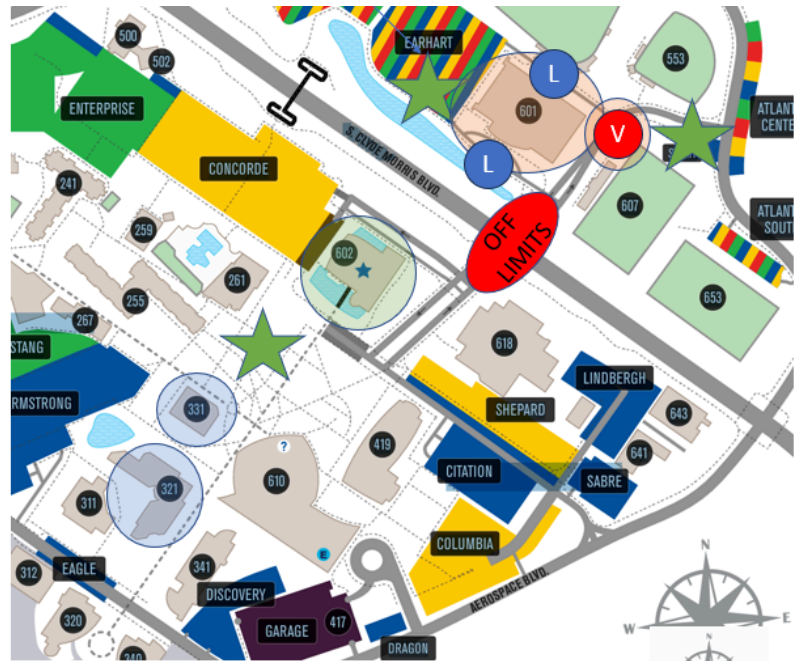 500
EARHART
502
L
553
ENTERPRISE
601
V
ATLANT
CENTE
S. CLYDE MORRIS BLVD.
CONCORDE
L
241
607
259
602
OFF
LIMITS
ATLANT
SOUT
261
255
653
267
STANG
618
LINDBERGH
ARMSTRONG
331
SHEPARD
643
419
?
641
CITATION
SABRE
610
321
311
COLUMBIA
E
N
341
EAGLE
312
DISCOVERY
AEROSPACE BLVD.
W
E
320
GARAGE
417
DRAGON
340
N